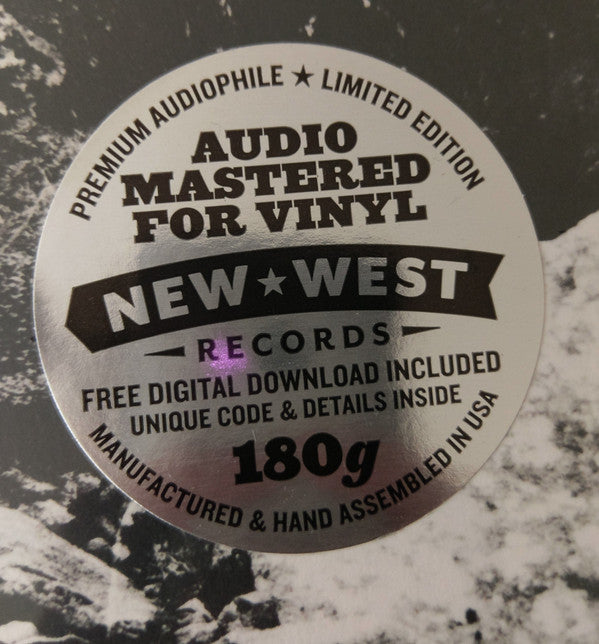 PREMIUM AUDIOPHILE ★ LIMITED EDITION
AUDIO
MASTERED
FOR VINYL
NEW ★ WEST
RECORDS
FREE DIGITAL DOWNLOAD INCLUDED
UNIQUE CODE & DETAILS INSIDE
180g
MANUFACTURED & HAND ASSEMBLED IN USA